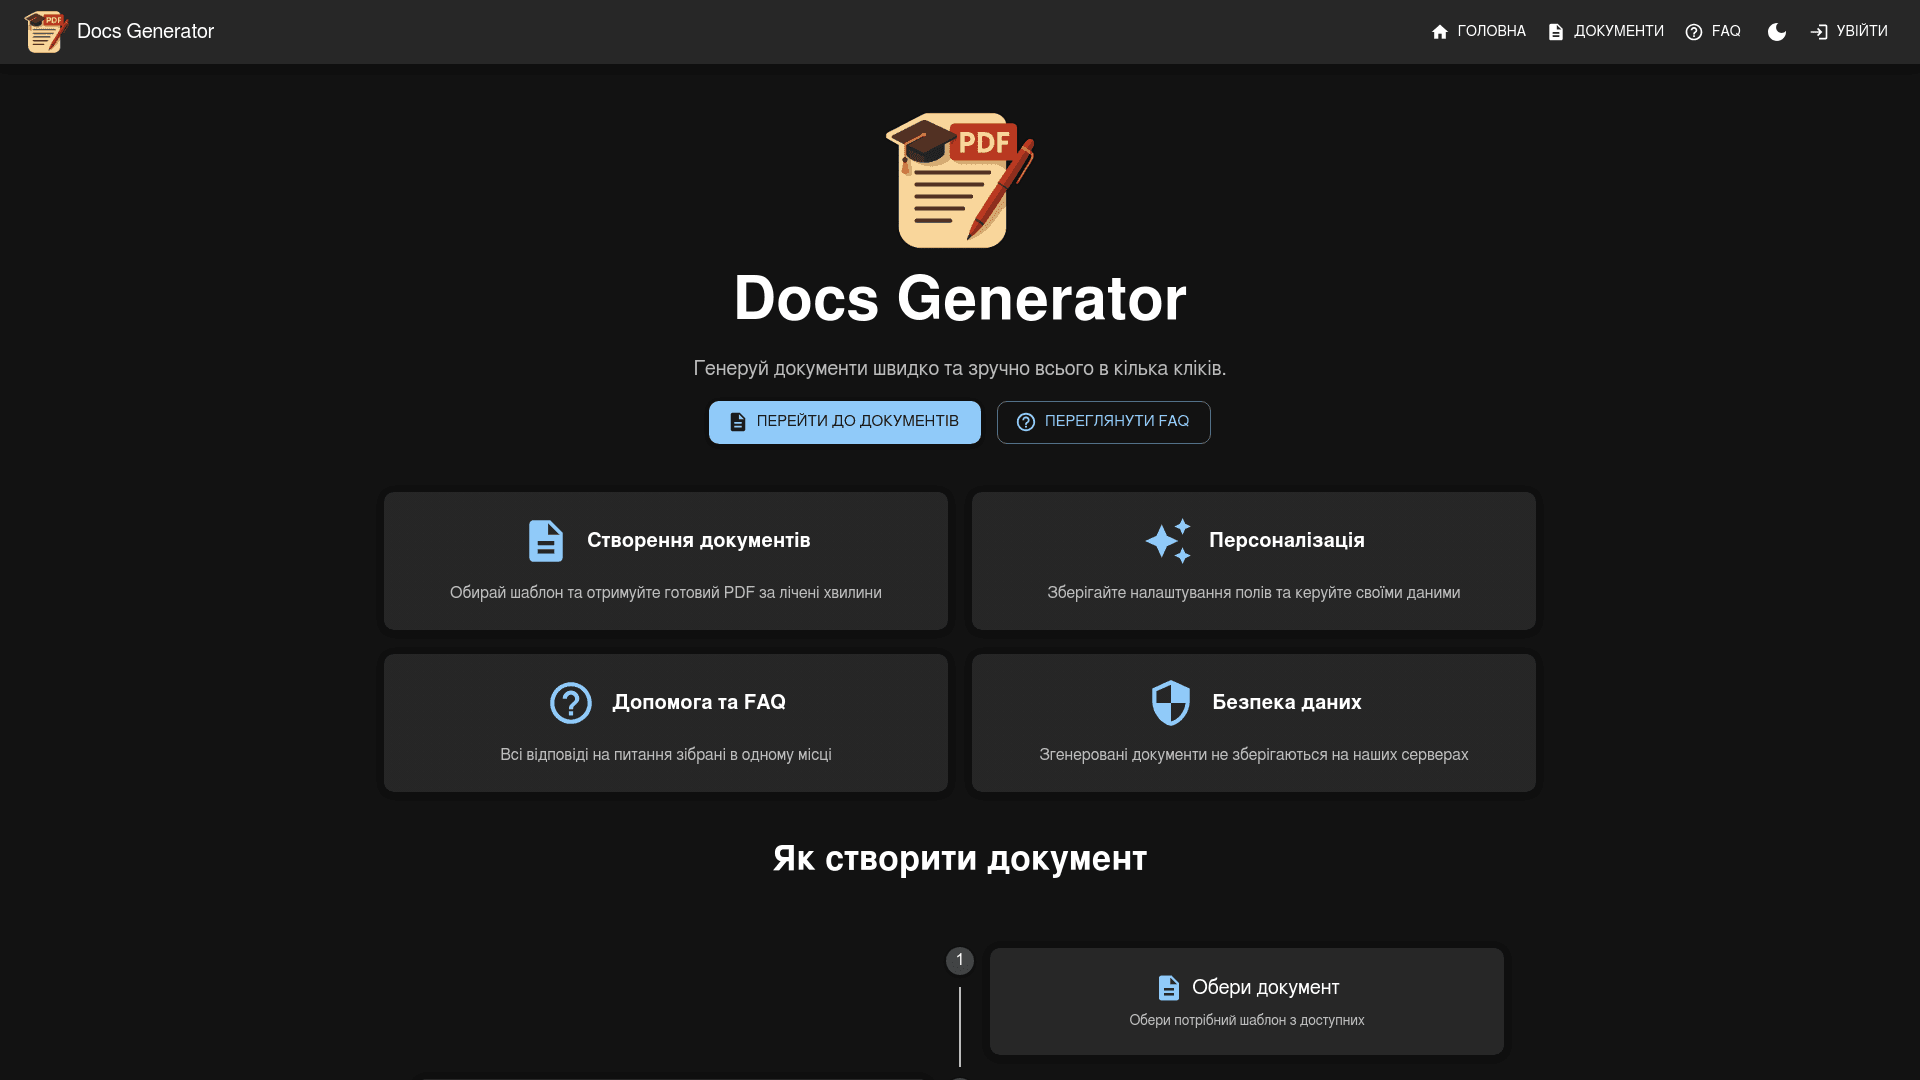 PDF
Docs Generator
ГОЛОВНА
ДОКУМЕНТИ
FAQ
УВІЙТИ
PDF
Docs Generator
Генеруй документи швидко та зручно всього в кілька кліків.
ПЕРЕЙТИ ДО ДОКУМЕНТІВ
ПЕРЕГЛЯНУТИ FAQ
Створення документів
Обирай шаблон та отримуйте готовий PDF за лічені хвилини
Персоналізація
Зберігайте налаштування полів та керуйте своїми даними
Допомога та FAQ
Всі відповіді на питання зібрані в одному місці
Безпека даних
Згенеровані документи не зберігаються на наших серверах
Як створити документ
1
Обери документ
Обери потрібний шаблон з доступних